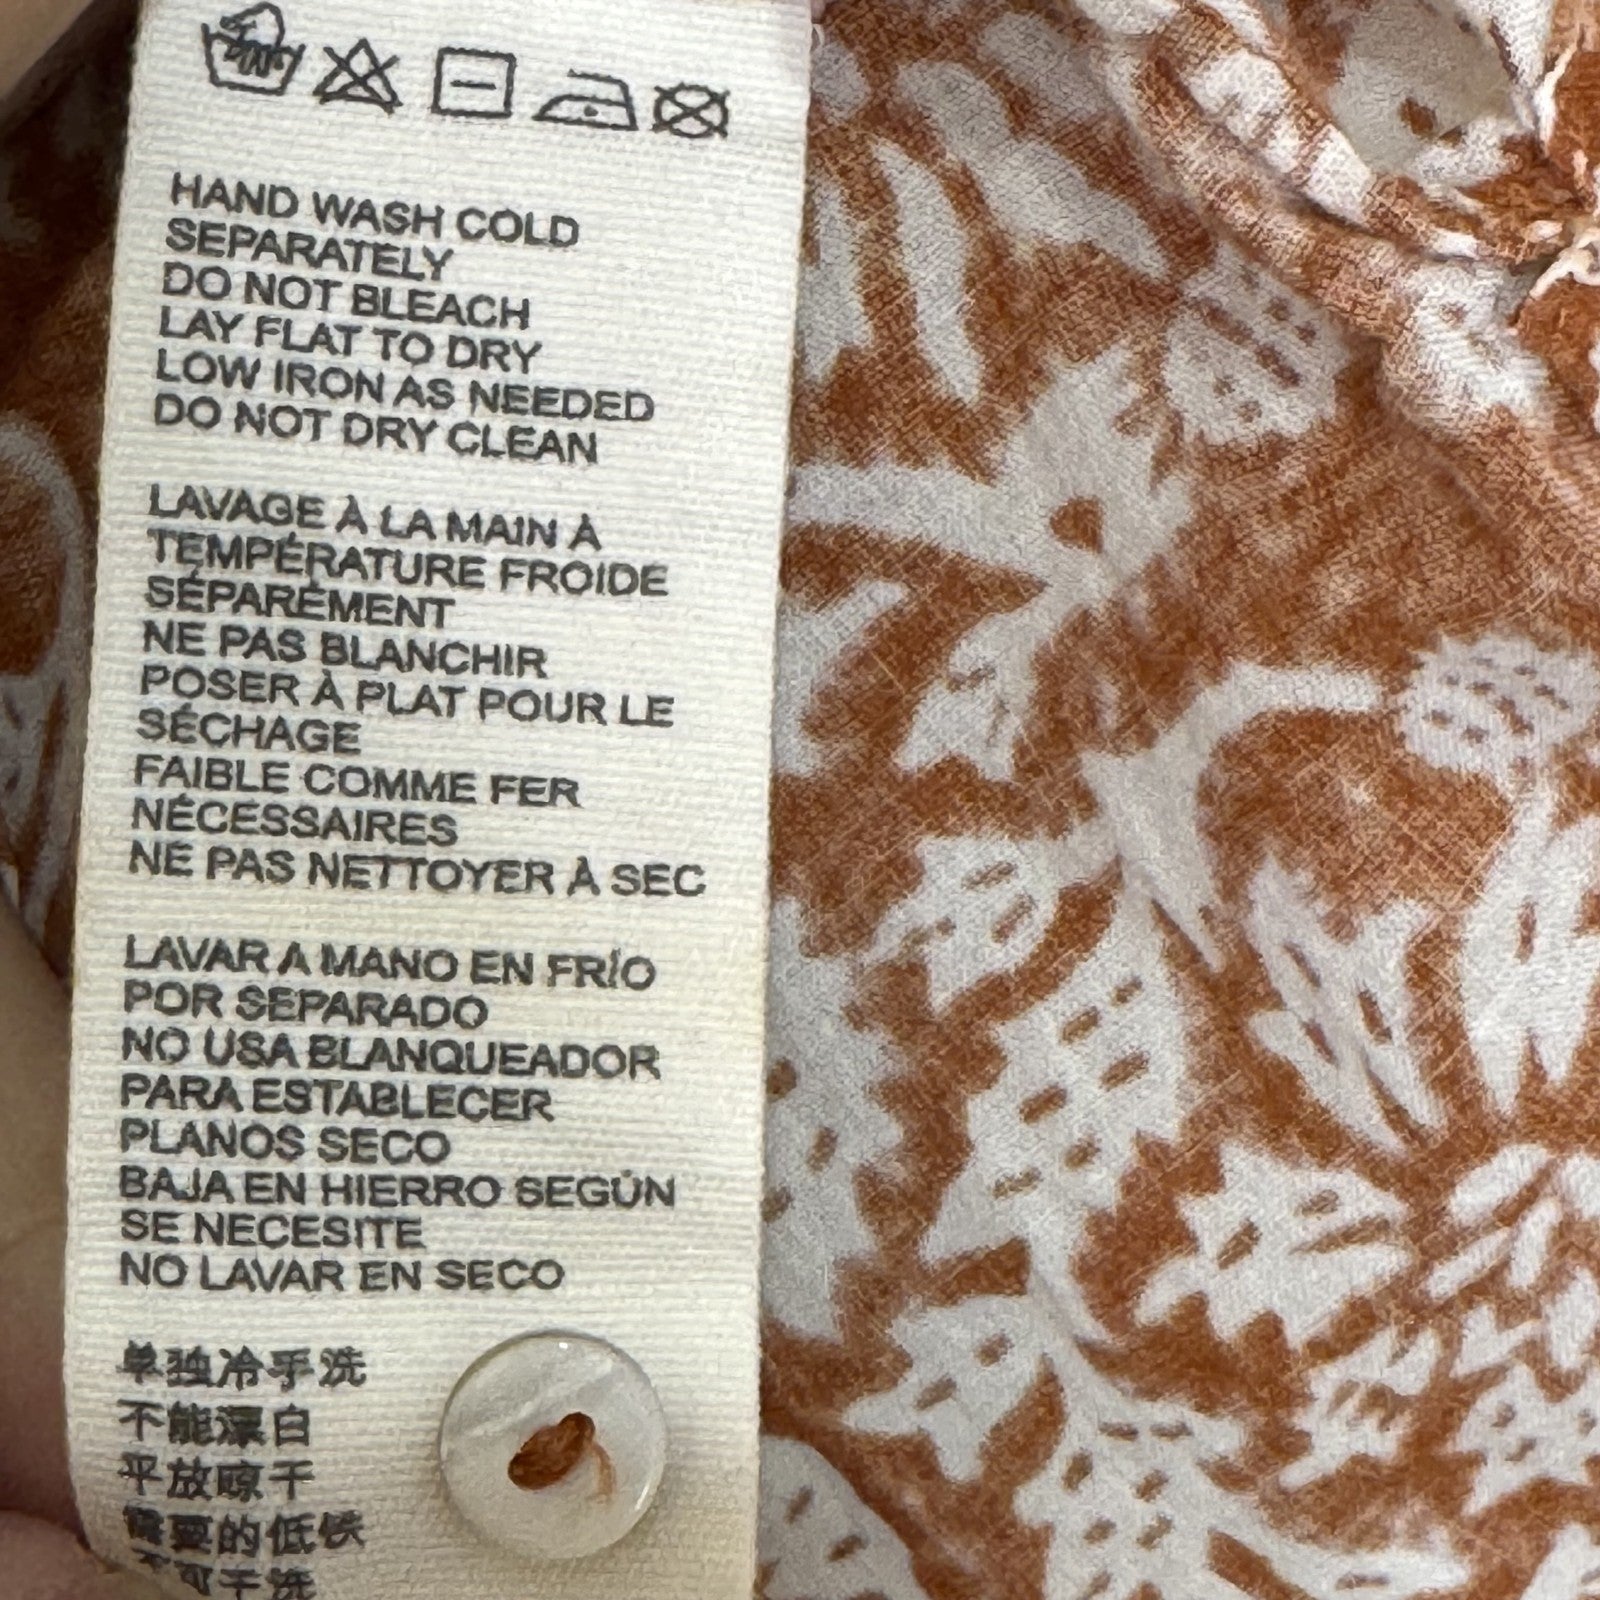 HAND WASH COLD
SEPARATELY
DO NOT BLEACH
LAY FLAT TO DRY
LOW IRON AS NEEDED
DO NOT DRY CLEAN
LAVAGE À LA MAIN À
TEMPÉRATURE FROIDE
SÉPARÉMENT
NE PAS BLANCHIR
POSER À PLAT POUR LE
SÉCHAGE
FAIBLE COMME FER
NÉCESSAIRES
NE PAS NETTOYER À SEC
LAVAR A MANO EN FRÍO
POR SEPARADO
NO USA BLANQUEADOR
PARA ESTABLECER
PLANOS SECO
BAJA EN HIERRO SEGÚN
SE NECESITE
NO LAVAR EN SECO
单独冷手洗
不能漂白
平放晾干
需要的低铁
不可干洗